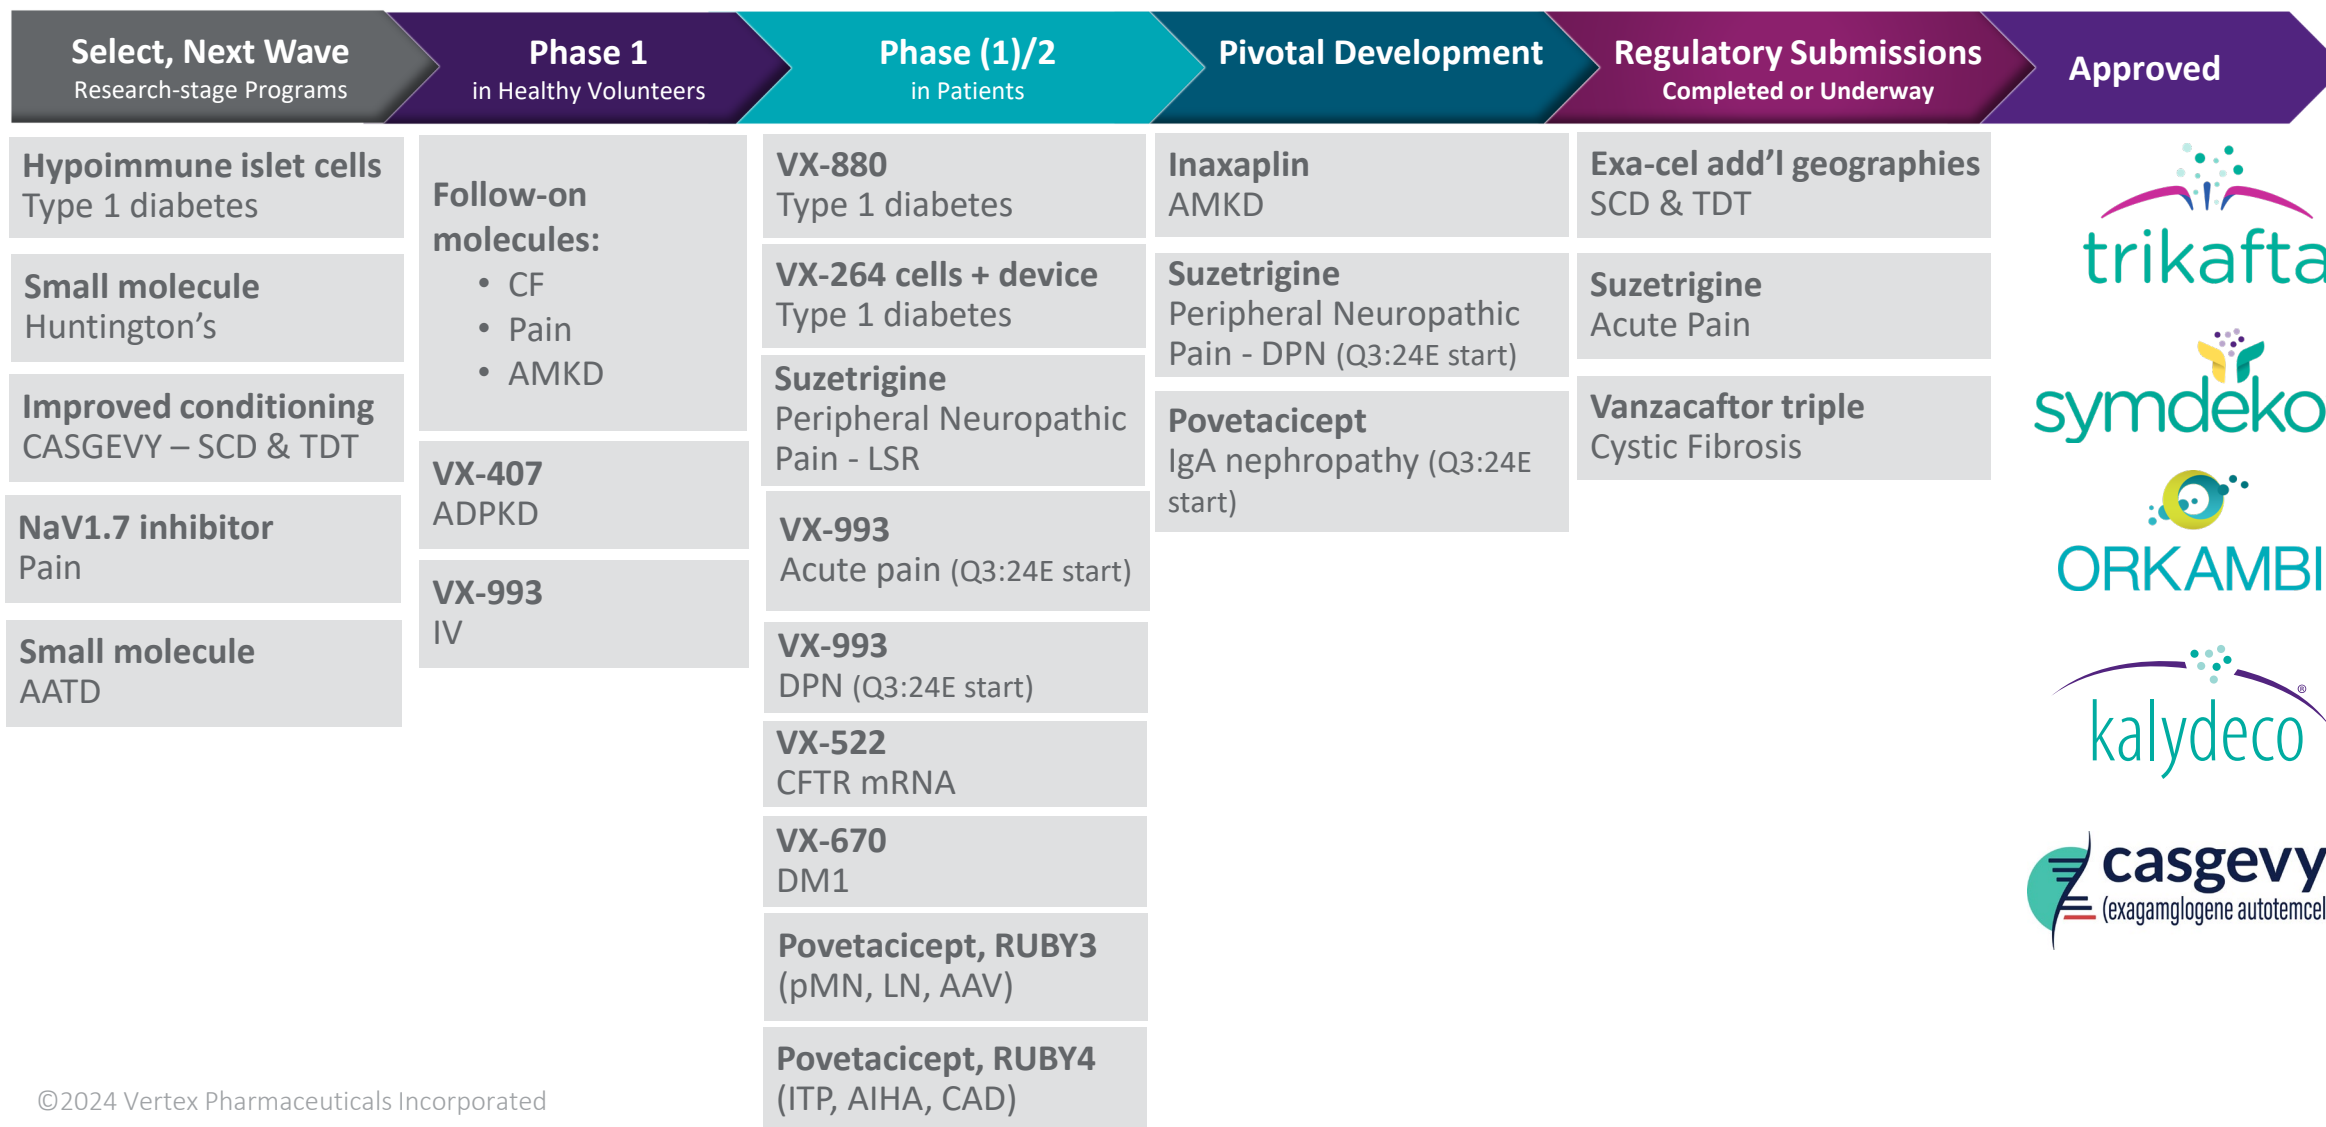 Select, Next Wave
Research-stage Programs
Phase 1
in Healthy Volunteers
Phase (1)/2
in Patients
Pivotal Development
Regulatory Submissions
Completed or Underway
Approved
Hypoimmune islet cells
Type 1 diabetes
Small molecule
Huntington’s
Improved conditioning
CASGEVY – SCD & TDT
NaV1.7 inhibitor
Pain
Small molecule
AATD
Follow-on
molecules:
• CF
• Pain
• AMKD
VX-407
ADPKD
VX-993
IV
VX-880
Type 1 diabetes
VX-264 cells + device
Type 1 diabetes
Suzetrigine
Peripheral Neuropathic
Pain - LSR
VX-993
Acute pain (Q3:24E start)
VX-993
DPN (Q3:24E start)
VX-522
CFTR mRNA
VX-670
DM1
Povetacicept, RUBY3
(pMN, LN, AAV)
Povetacicept, RUBY4
(ITP, AIHA, CAD)
Inaxaplin
AMKD
Suzetrigine
Peripheral Neuropathic
Pain - DPN (Q3:24E start)
Povetacicept
IgA nephropathy (Q3:24E
start)
Exa-cel add’l geographies
SCD & TDT
Suzetrigine
Acute Pain
Vanzacaftor triple
Cystic Fibrosis
trikafta
symdeko
ORKAMBI
kalydeco®
casgevy
(exagamglogene autotemcel
©2024 Vertex Pharmaceuticals Incorporated